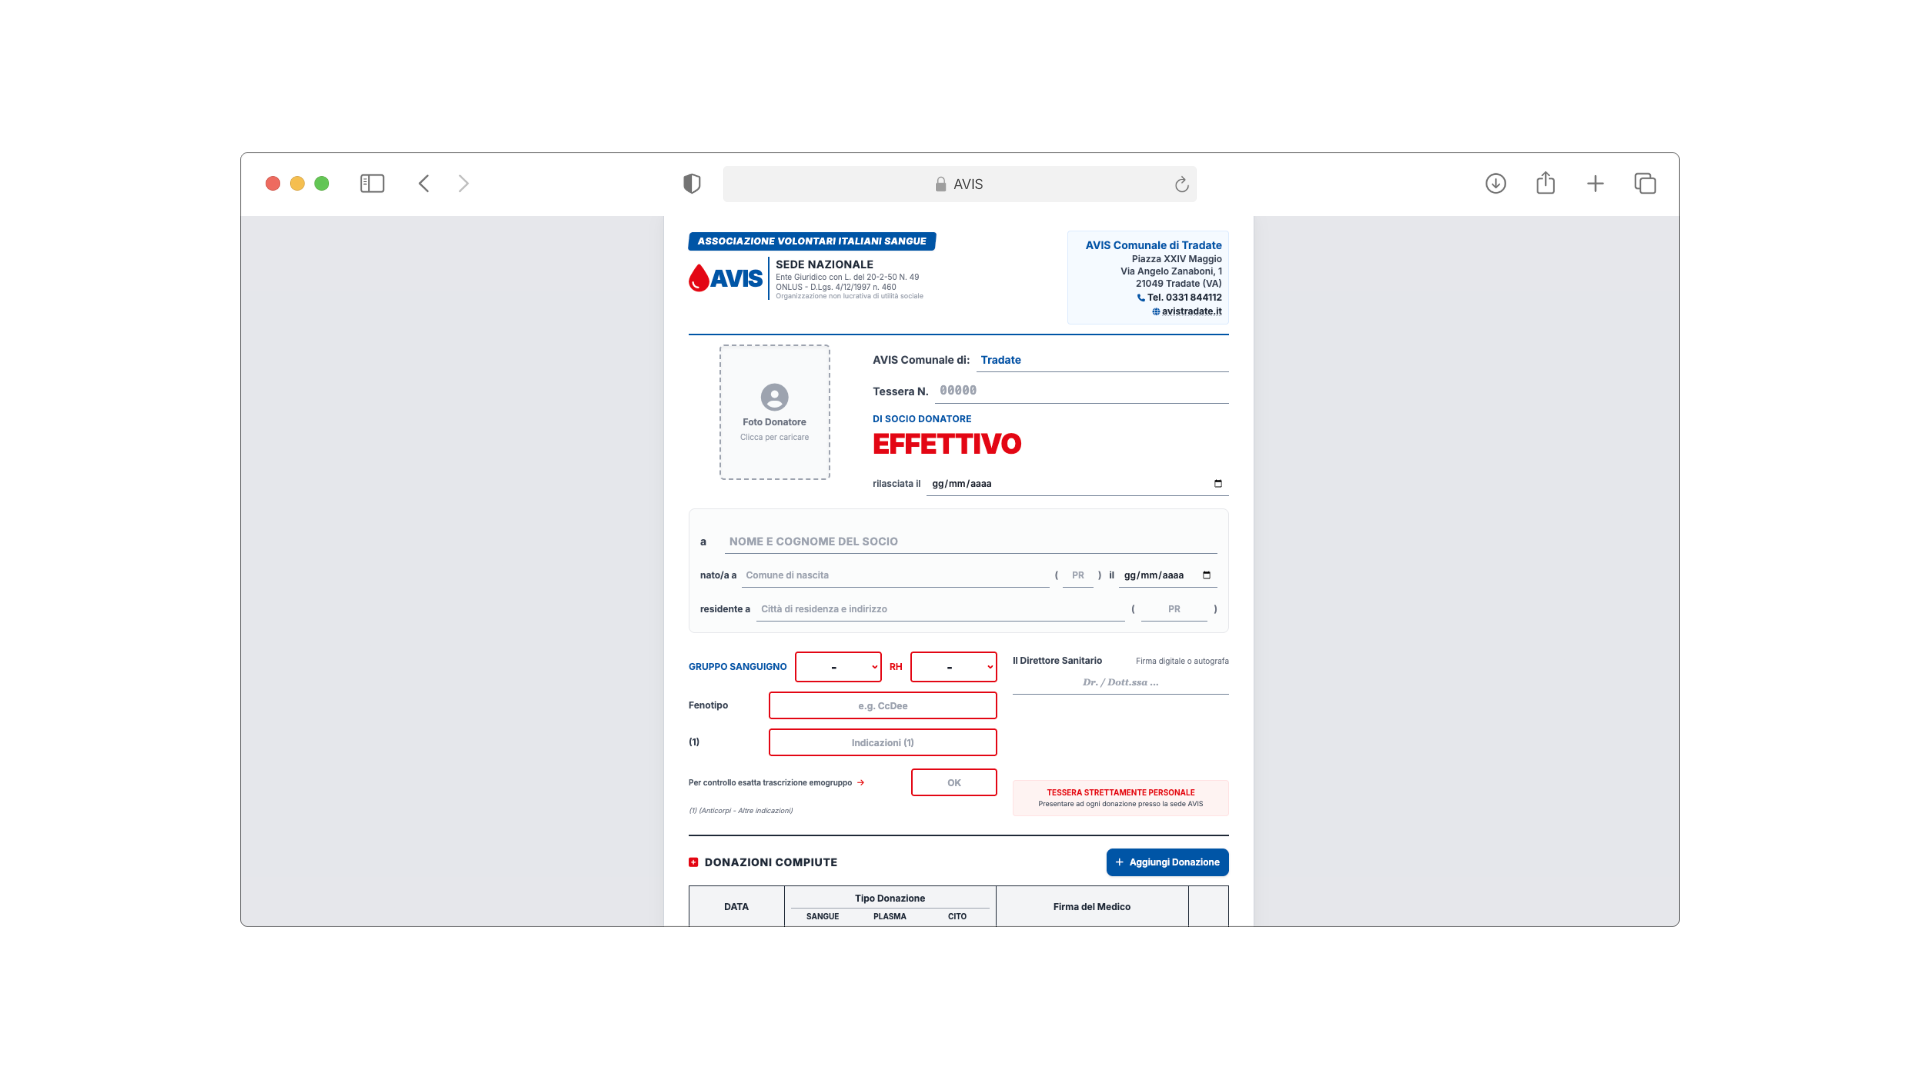 AVIS
ASSOCIAZIONE VOLONTARI ITALIANI SANGUE
AVIS
SEDE NAZIONALE
Ente Giuridico con L. del 20-2-50 N. 49
ONLUS - D.Lgs. 4/12/1997 n. 460
Organizzazione non lucrativa di utilità sociale
AVIS Comunale di Tradate
Piazza XXIV Maggio
Via Angelo Zanaboni, 1
21049 Tradate (VA)
Tel. 0331 844112
avistradate.it
Foto Donatore
Clicca per caricare
AVIS Comunale di: Tradate
Tessera N. 00000
DI SOCIO DONATORE
EFFETTIVO
rilasciata il gg/mm/aaaa
a NOME E COGNOME DEL SOCIO
nato/a a Comune di nascita ( PR ) il gg/mm/aaaa
residente a Città di residenza e indirizzo ( PR )
GRUPPO SANGUIGNO - RH -
Fenotipo e.g. CcDee
(1) Indicazioni (1)
Per controllo esatta trascrizione emogruppo → OK
(1) (Anticorpi - Altre indicazioni)
Il Direttore Sanitario Firma digitale o autografa
Dr. / Dott.ssa ...
TESSERA STRETTAMENTE PERSONALE
Presentare ad ogni donazione presso la sede AVIS
DONAZIONI COMPIUTE
+ Aggiungi Donazione
DATA Tipo Donazione Firma del Medico
SANGUE PLASMA CITO